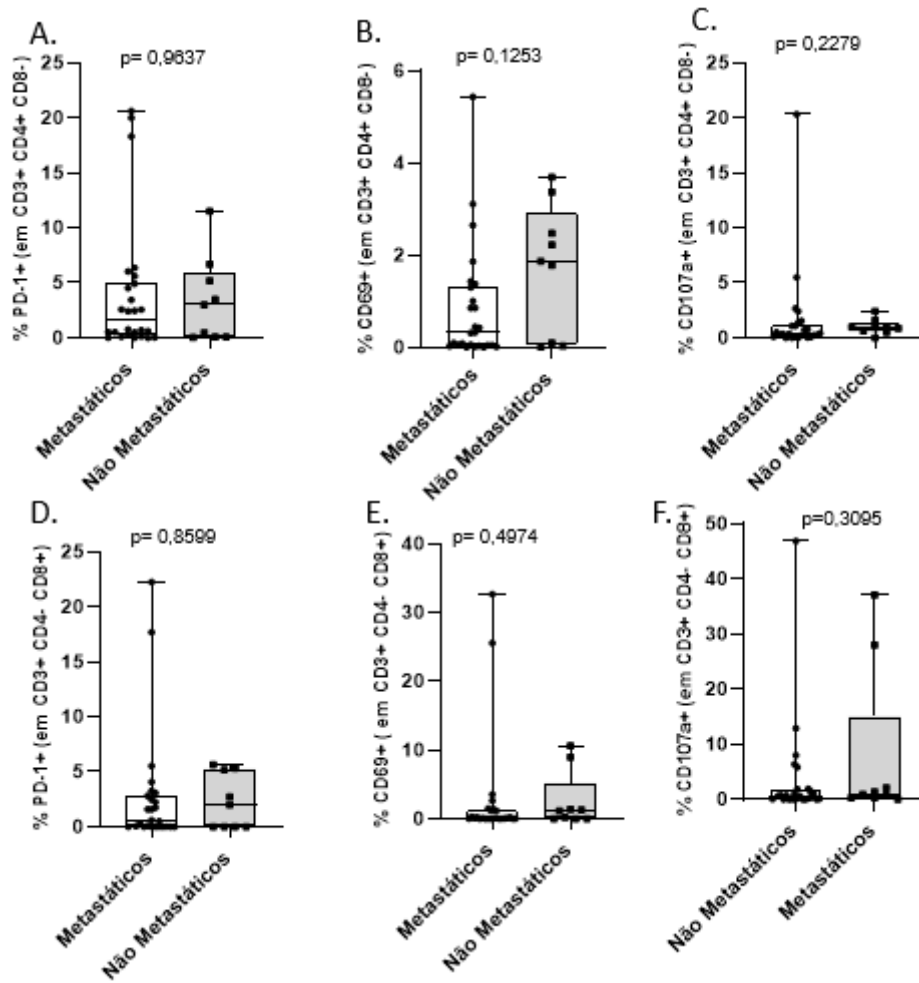 A.
p= 0,9637
% PD-1+ (em CD3+ CD4+ CD8-)
25
20
15
10
5
0
Metastáticos
Não Metastáticos
B.
p= 0,1253
% CD69+ (em CD3+ CD4+ CD8-)
6
4
2
0
Metastáticos
Não Metastáticos
C.
p= 0,2279
% CD107a+ (em CD3+ CD4+ CD8-)
25
20
15
10
5
0
Metastáticos
Não Metastáticos
D.
p= 0,8599
% PD-1+ (em CD3+ CD4- CD8+)
25
20
15
10
5
0
Metastáticos
Não Metastáticos
E.
p= 0,4974
% CD69+ ( em CD3+ CD4- CD8+)
40
30
20
10
0
Metastáticos
Não Metastáticos
F.
p=0,3095
% CD107a+ (em CD3+ CD4- CD8+)
50
40
30
20
10
0
Não Metastáticos
Metastáticos